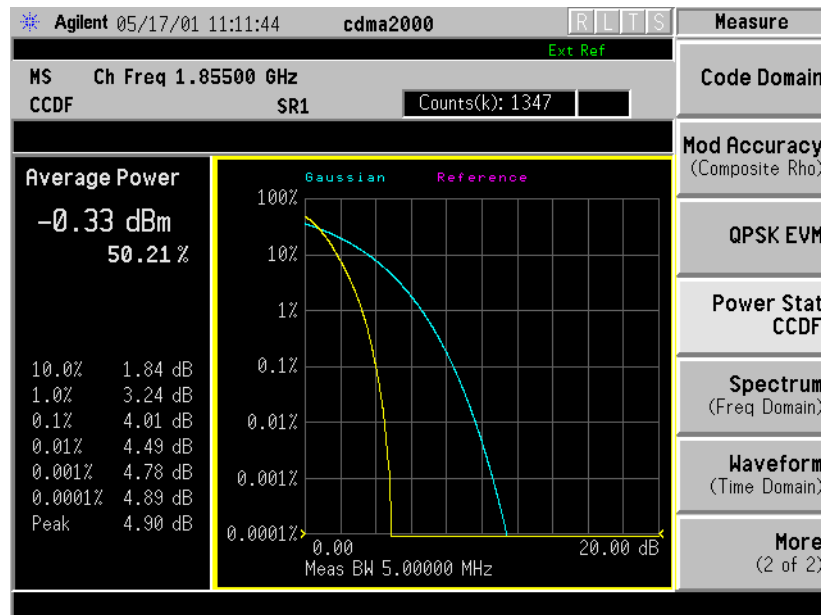 Agilent 05/17/01 11:11:44 cdma2000 R L T S
Ext Ref
MS Ch Freq 1.85500 GHz
CCDF SR1 Counts(k): 1347
Average Power
-0.33 dBm
50.21 %
10.0% 1.84 dB
1.0% 3.24 dB
0.1% 4.01 dB
0.01% 4.49 dB
0.001% 4.78 dB
0.0001% 4.89 dB
Peak 4.90 dB
Gaussian Reference
100%
10%
1%
0.1%
0.01%
0.001%
0.0001%
0.00 20.00 dB
Meas BW 5.00000 MHz
Measure
Code Domain
Mod Accuracy
(Composite Rho)
QPSK EVM
Power Stat
CCDF
Spectrum
(Freq Domain)
Waveform
(Time Domain)
More
(2 of 2)